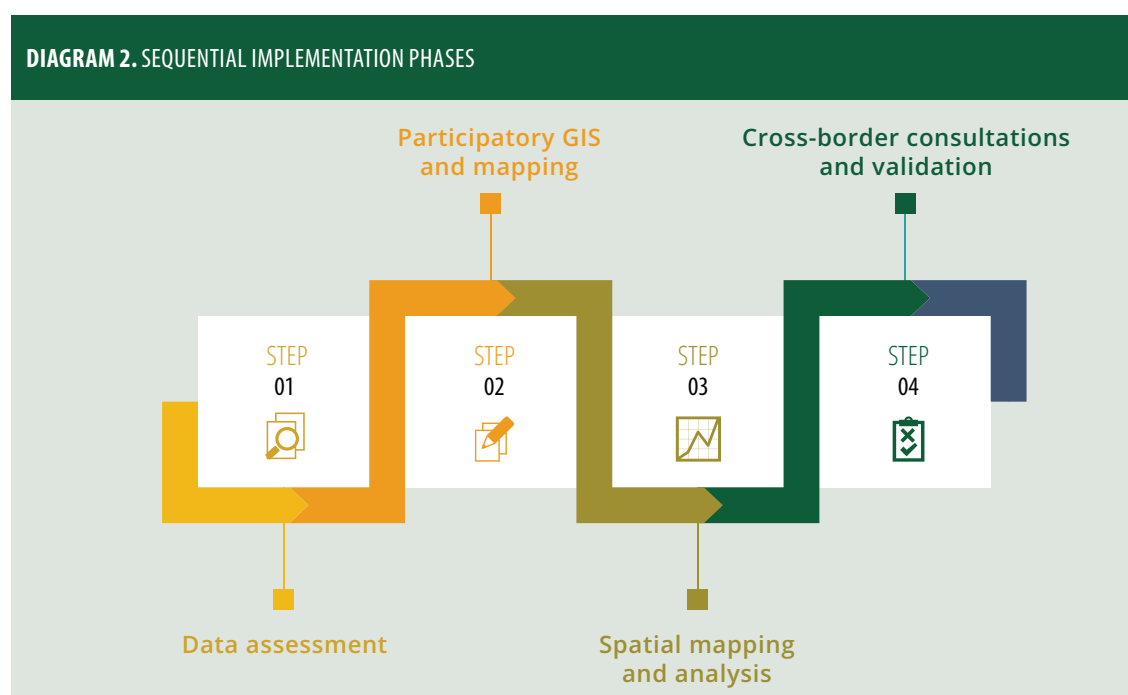 DIAGRAM 2. SEQUENTIAL IMPLEMENTATION PHASES
Participatory GIS
and mapping
Cross-border consultations
and validation
STEP
01
STEP
02
STEP
03
STEP
04
Data assessment
Spatial mapping
and analysis